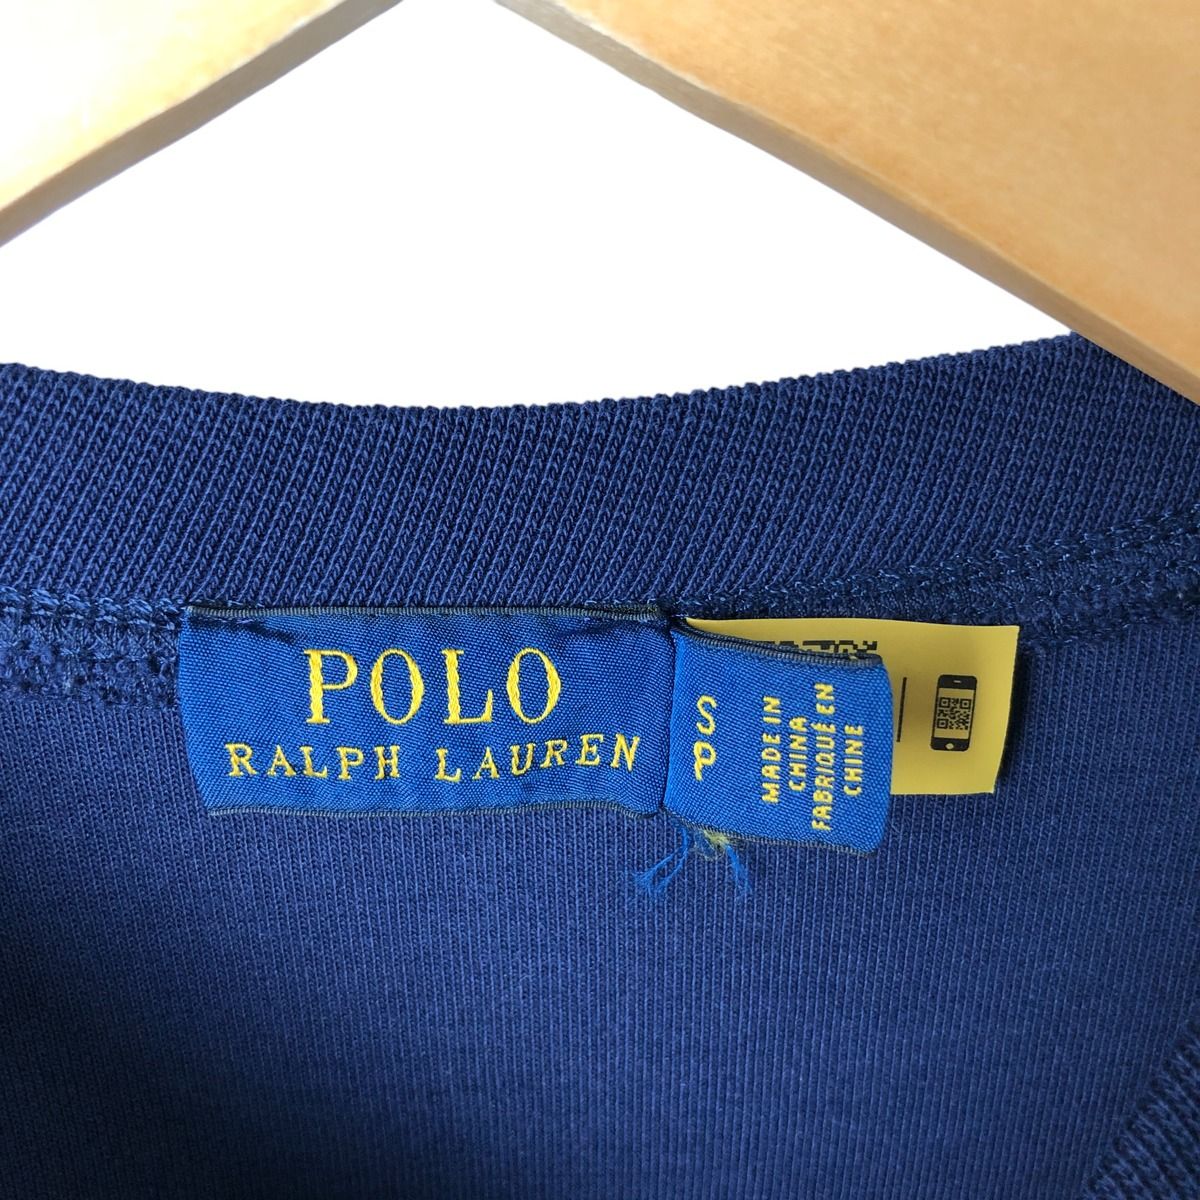 POLO
RALPH LAUREN
S
P
MADE IN
CHINA
FABRIQUÉ EN
CHINE